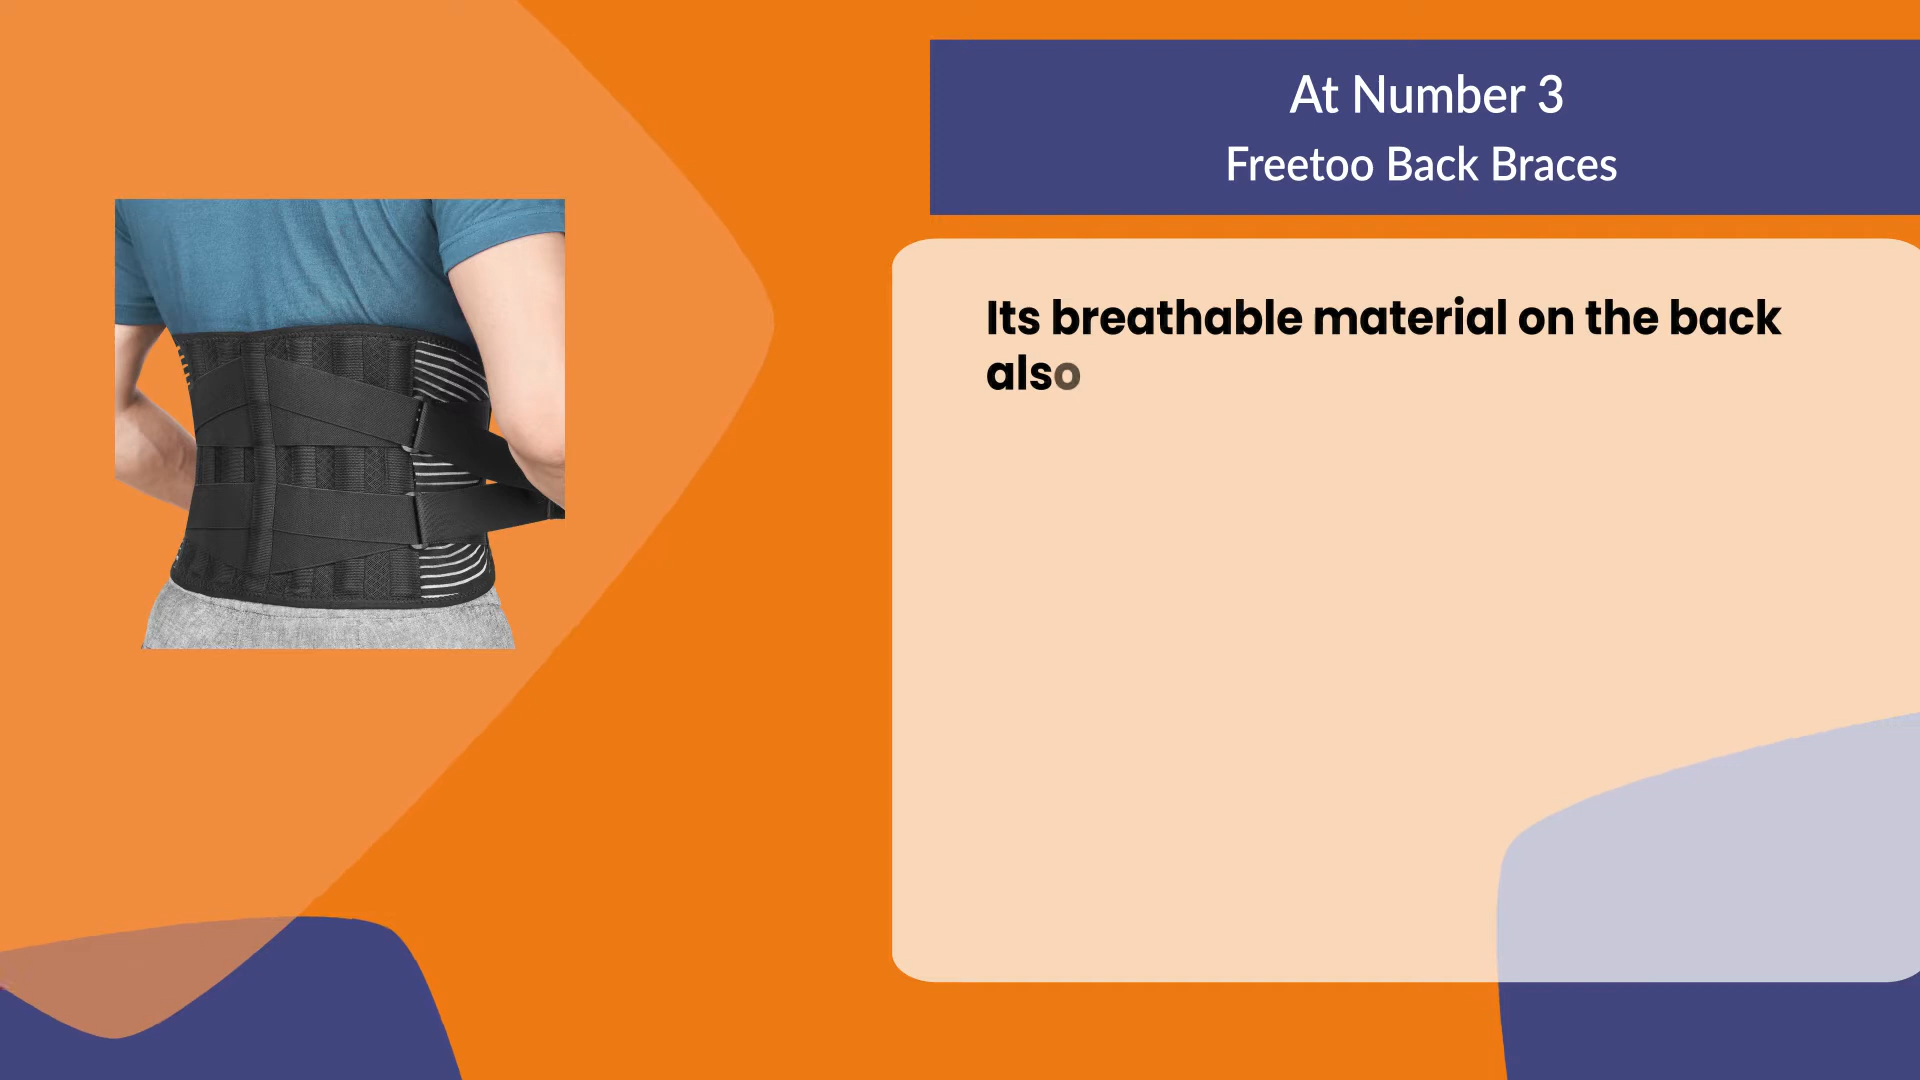 At Number 3
Freetoo Back Braces
Its breathable material on the back
also